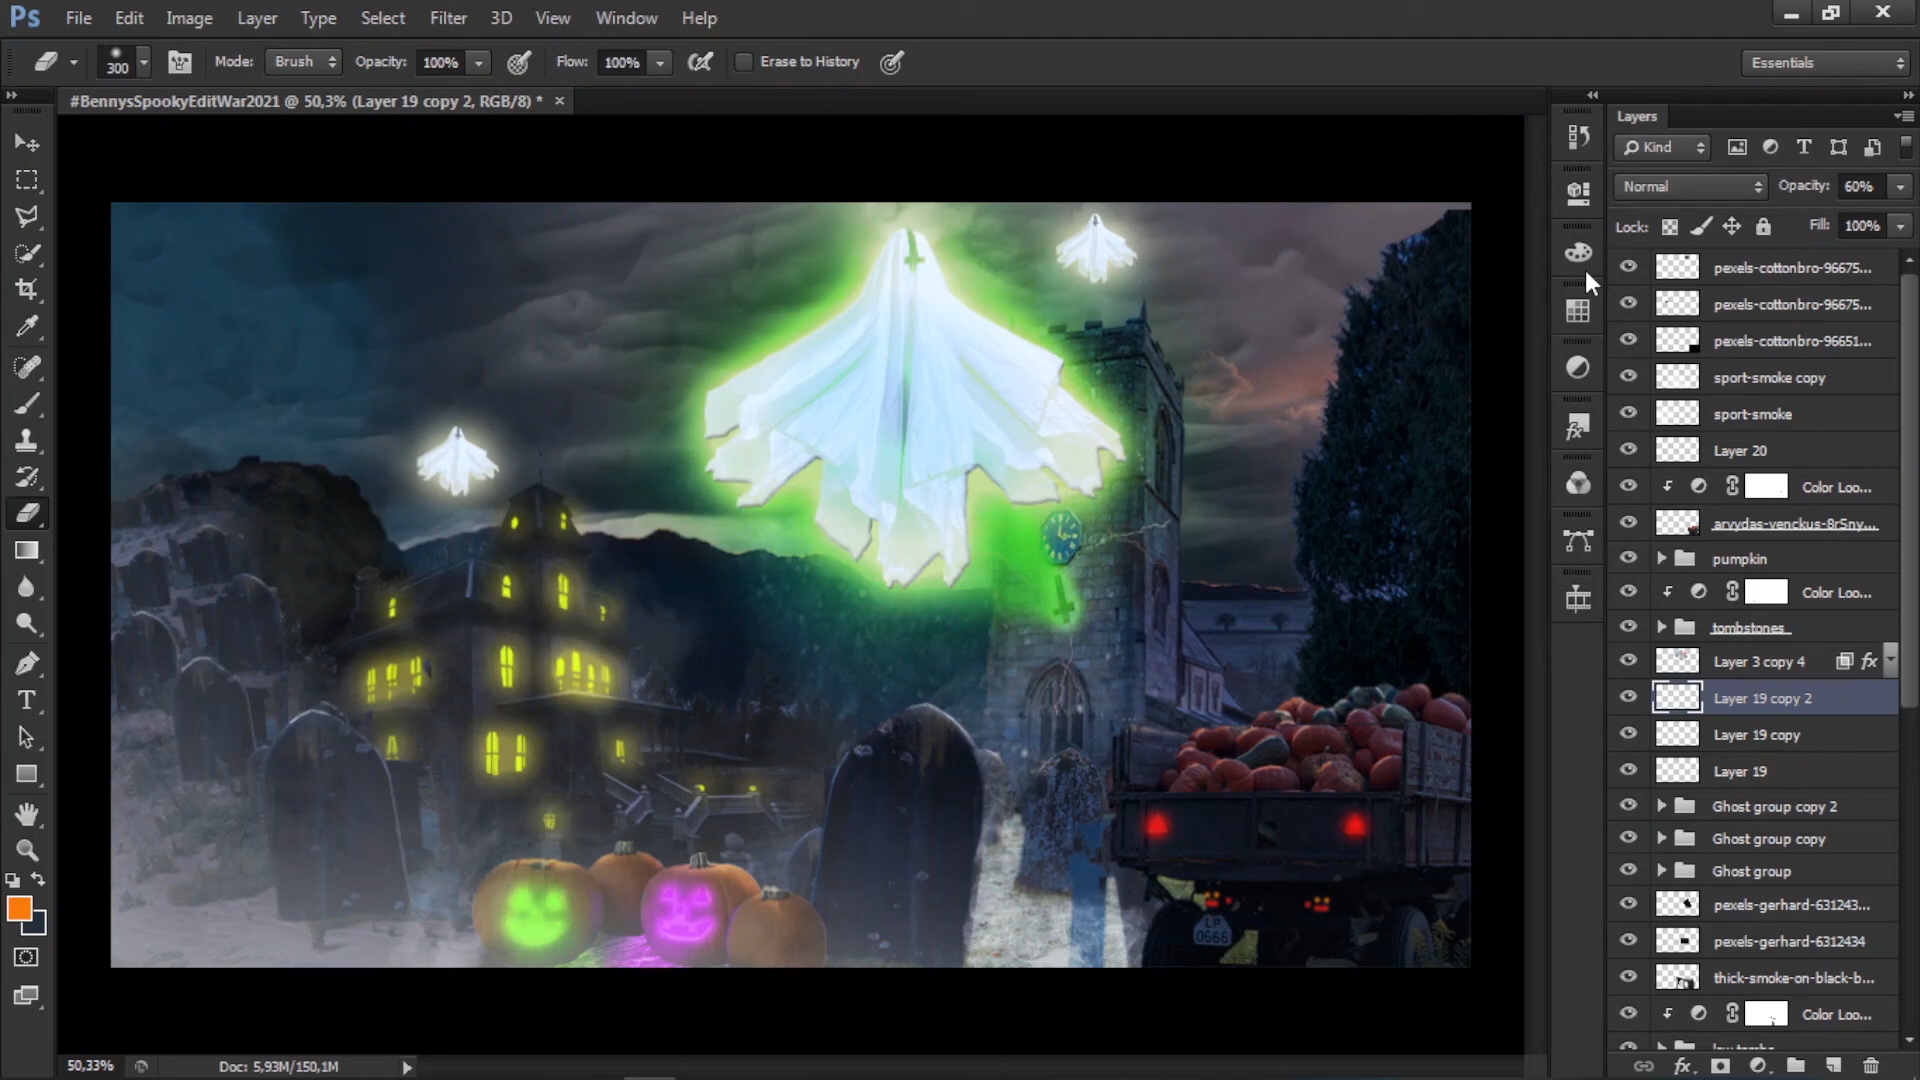 Ps File Edit Image Layer Type Select Filter 3D View Window Help
300 Mode: Brush Opacity: 100% Flow: 100% Erase to History Essentials
#BennysSpookyEditWar2021 @ 50,3% (Layer 19 copy 2, RGB/8) * ×
Layers
Kind
Normal Opacity: 60%
Lock: Fill: 100%
pexels-cottonbro-96675...
pexels-cottonbro-96675...
pexels-cottonbro-96651...
sport-smoke copy
sport-smoke
Layer 20
Color Loo...
arvydas-venckus-8r5ny...
pumpkin
Color Loo...
tombstones
Layer 3 copy 4 fx
Layer 19 copy 2
Layer 19 copy
Layer 19
Ghost group copy 2
Ghost group copy
Ghost group
pexels-gerhard-631243...
pexels-gerhard-6312434
thick-smoke-on-black-b...
Color Loo...
LP
0666
50,33% Doc: 5,93M/150,1M